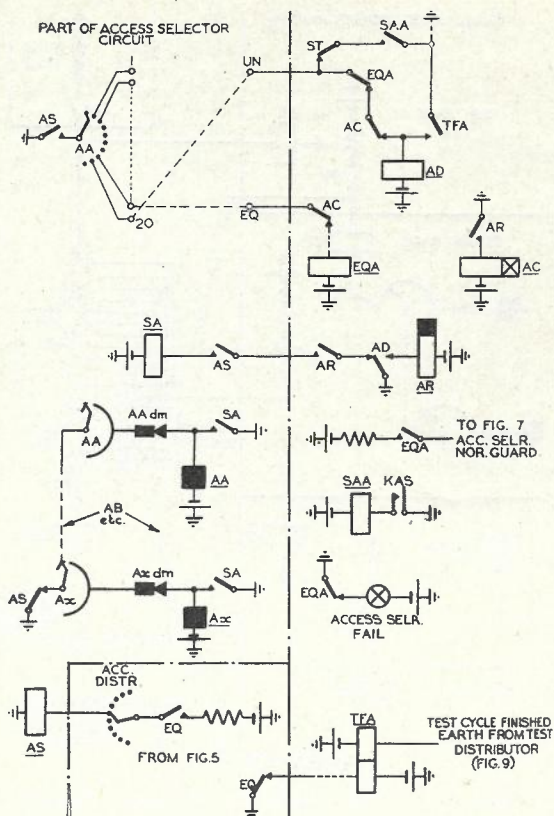 PART OF ACCESS SELECTOR
CIRCUIT
SAA
ST
UN
EQA
AS
AA
AC
TFA
AD
20
EQ
AC
AR
EQA
AC
SA
AS
AR
AD
AR
AA dm
SA
AA
TO FIG. 7
ACC. SELR.
NOR. GUARD
EQA
AA
SAA
KAS
AB
etc.
Ax dm
SA
AS
Ax
Ax
EQA
ACCESS SELR.
FAIL
ACC.
DISTR.
EQ
AS
FROM FIG.5
TFA
TEST CYCLE FINISHED
EARTH FROM TEST
DISTRIBUTOR
(FIG. 9)
EQ